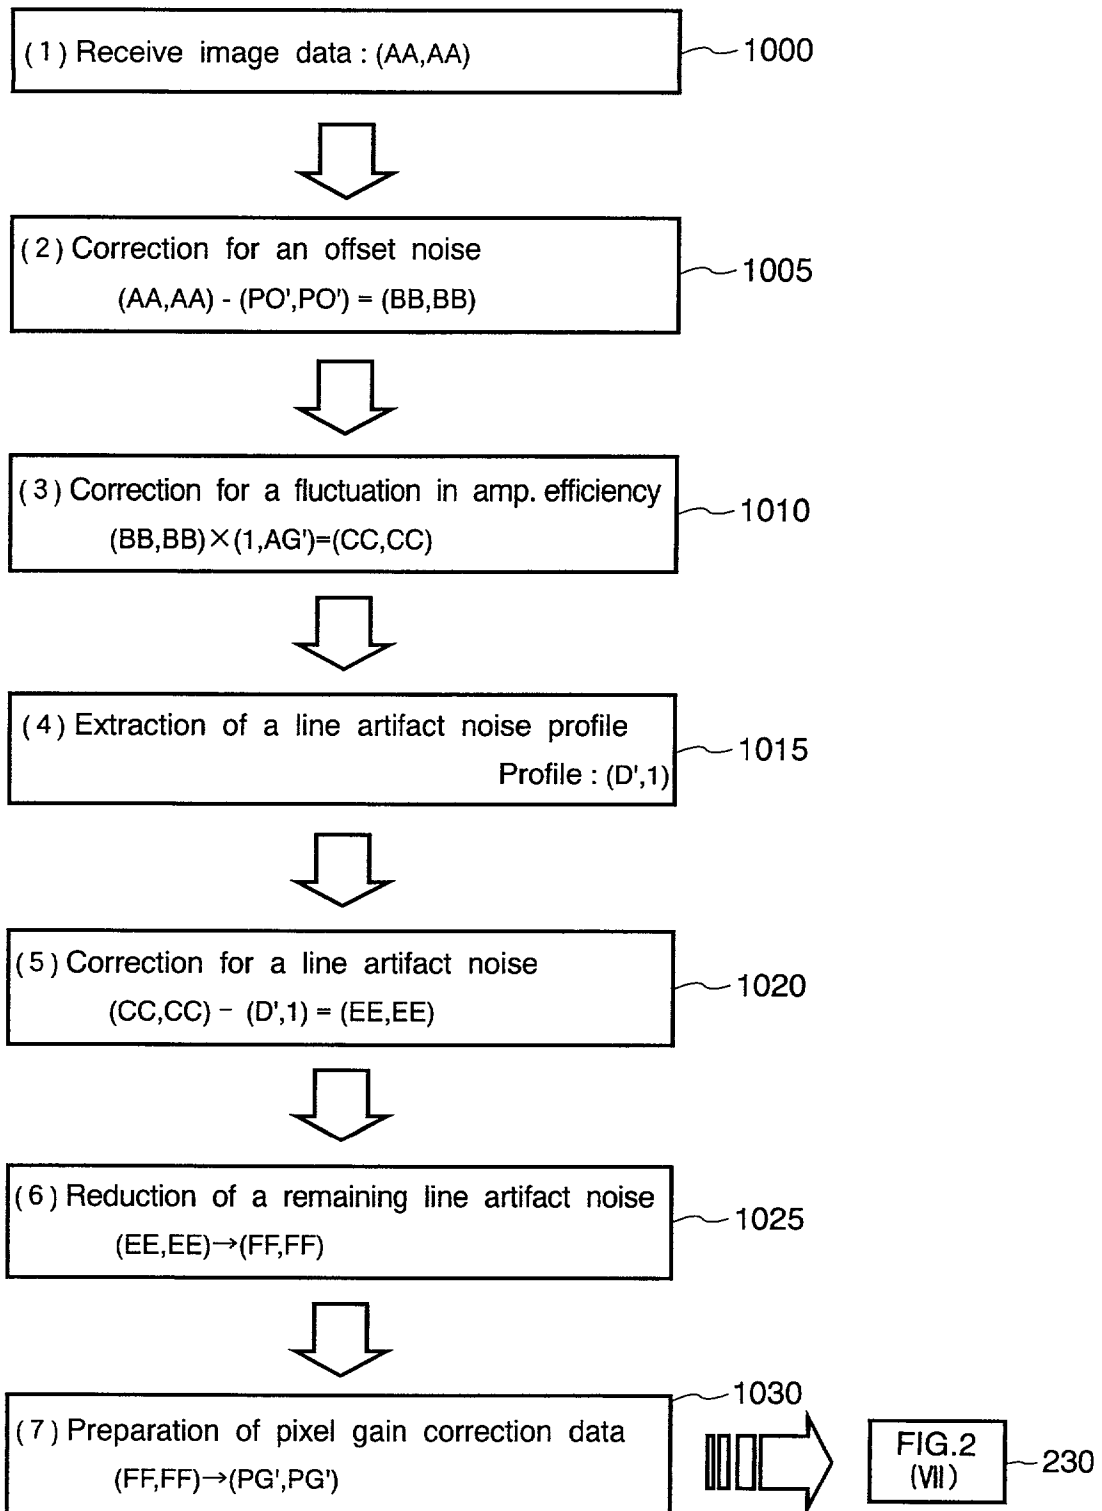 (1) Receive image data : (AA,AA)
1000
(2) Correction for an offset noise
(AA,AA) - (PO',PO') = (BB,BB)
1005
(3) Correction for a fluctuation in amp. efficiency
(BB,BB)×(1,AG')=(CC,CC)
1010
(4) Extraction of a line artifact noise profile
Profile : (D',1)
1015
(5) Correction for a line artifact noise
(CC,CC) - (D',1) = (EE,EE)
1020
(6) Reduction of a remaining line artifact noise
(EE,EE)→(FF,FF)
1025
1030
(7) Preparation of pixel gain correction data
(FF,FF)→(PG',PG')
FIG.2
(VII)
230